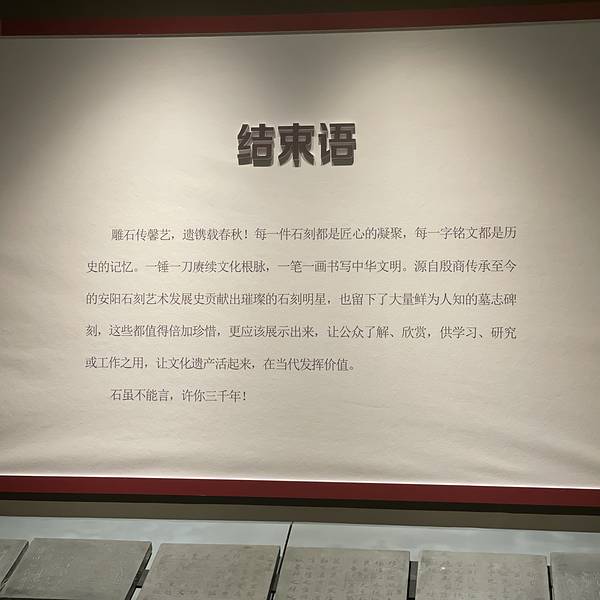 结束语
雕石传馨艺，遗镌载春秋！每一件石刻都是匠心的凝聚，每一字铭文都是历
史的记忆。一锤一刀赓续文化根脉，一笔一画书写中华文明。源自殷商传承至今
的安阳石刻艺术发展史贡献出璀璨的石刻明星，也留下了大量鲜为人知的墓志碑
刻，这些都值得倍加珍惜，更应该展示出来，让公众了解、欣赏，供学习、研究
或工作之用，让文化遗产活起来，在当代发挥价值。
石虽不能言，许你三千年！